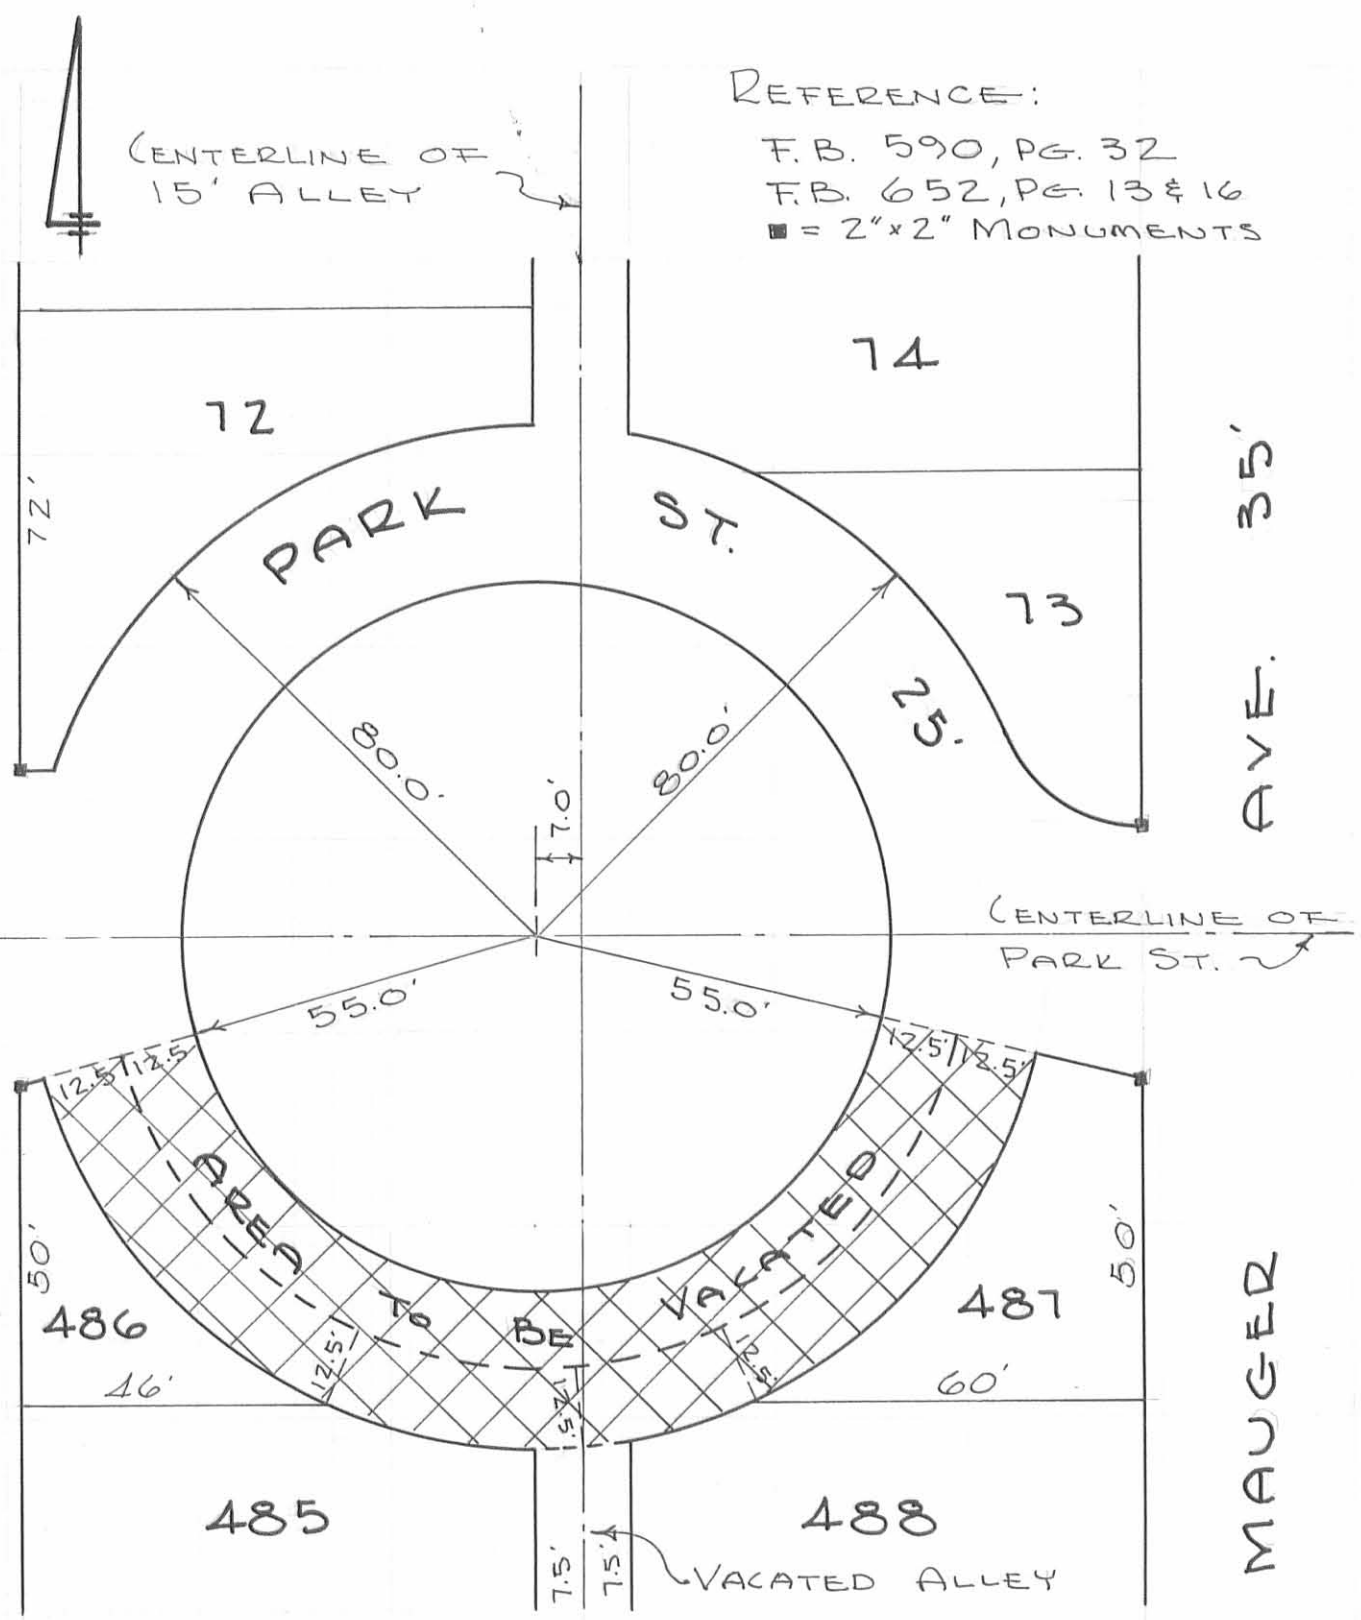 REFERENCE:
F.B. 590, PG. 32
F.B. 652, PG. 13 & 16
■ = 2"x2" MONUMENTS
CENTERLINE OF
15' ALLEY
74
72
35'
72'
PARK ST.
73
25'
AVE.
80.0'
80.0'
7.0'
CENTERLINE OF
PARK ST.
55.0'
55.0'
12.5'
12.5
12.5'
12.5'
AREA TO BE VACATED
50'
50'
486
487
46'
12.5'
12.5'
12.5'
60'
MAUGER
485
488
7.5'
7.5'
VACATED ALLEY